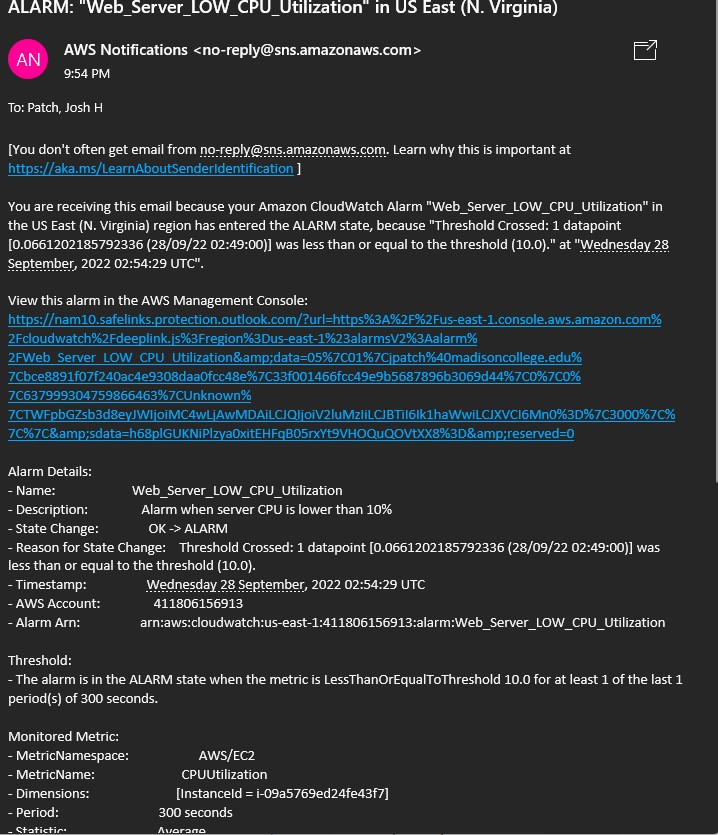 ALARM: "Web_Server_LOW_CPU_Utilization" in US East (N. Virginia)
AN
AWS Notifications <no-reply@sns.amazonaws.com>
9:54 PM
To: Patch, Josh H
[You don't often get email from no-reply@sns.amazonaws.com. Learn why this is important at
https://aka.ms/LearnAboutSenderIdentification ]
You are receiving this email because your Amazon CloudWatch Alarm "Web_Server_LOW_CPU_Utilization" in
the US East (N. Virginia) region has entered the ALARM state, because "Threshold Crossed: 1 datapoint
[0.0661202185792336 (28/09/22 02:49:00)] was less than or equal to the threshold (10.0)." at "Wednesday 28
September, 2022 02:54:29 UTC".
View this alarm in the AWS Management Console:
https://nam10.safelinks.protection.outlook.com/?url=https%3A%2F%2Fus-east-1.console.aws.amazon.com%
2Fcloudwatch%2Fdeeplink.js%3Fregion%3Dus-east-1%23alarmsV2%3Aalarm%
2FWeb_Server_LOW_CPU_Utilization&amp;data=05%7C01%7Cjpatch%40madisoncollege.edu%
7Cbce8891f07f240ac4e9308daa0fcc48e%7C33f001466fcc49e9b5687896b3069d44%7C0%7C0%
7C637999304759866463%7CUnknown%
7CTWFpbGZsb3d8eyJWIjoiMC4wLjAwMDAiLCJQIjoiV2luMzIiLCJBTiI6Ik1haWwiLCJXVCI6Mn0%3D%7C3000%7C%
7C%7C&amp;sdata=h68plGUKNiPlzya0xitEHFqB05rxYt9VHOQuQOVtXX8%3D&amp;reserved=0
Alarm Details:
- Name: Web_Server_LOW_CPU_Utilization
- Description: Alarm when server CPU is lower than 10%
- State Change: OK -> ALARM
- Reason for State Change: Threshold Crossed: 1 datapoint [0.0661202185792336 (28/09/22 02:49:00)] was
less than or equal to the threshold (10.0).
- Timestamp: Wednesday 28 September, 2022 02:54:29 UTC
- AWS Account: 411806156913
- Alarm Arn: arn:aws:cloudwatch:us-east-1:411806156913:alarm:Web_Server_LOW_CPU_Utilization
Threshold:
- The alarm is in the ALARM state when the metric is LessThanOrEqualToThreshold 10.0 for at least 1 of the last 1
period(s) of 300 seconds.
Monitored Metric:
- MetricNamespace: AWS/EC2
- MetricName: CPUUtilization
- Dimensions: [InstanceId = i-09a5769ed24fe43f7]
- Period: 300 seconds
- Statistic: Average